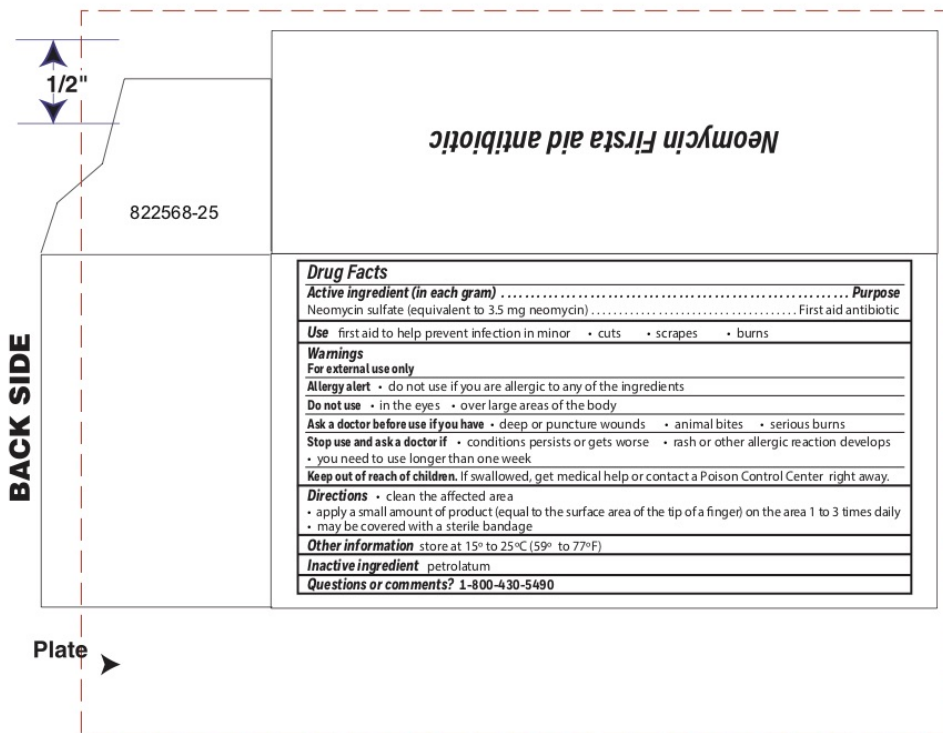 1/2"
Neomycin Firsta aid antibiotic
822568-25
BACK SIDE
Drug Facts
Active ingredient (in each gram) ........................................................... Purpose
Neomycin sulfate (equivalent to 3.5 mg neomycin) ..................................... First aid antibiotic
Use first aid to help prevent infection in minor • cuts • scrapes • burns
Warnings
For external use only
Allergy alert • do not use if you are allergic to any of the ingredients
Do not use • in the eyes • over large areas of the body
Ask a doctor before use if you have • deep or puncture wounds • animal bites • serious burns
Stop use and ask a doctor if • conditions persists or gets worse • rash or other allergic reaction develops
• you need to use longer than one week
Keep out of reach of children. If swallowed, get medical help or contact a Poison Control Center right away.
Directions • clean the affected area
• apply a small amount of product (equal to the surface area of the tip of a finger) on the area 1 to 3 times daily
• may be covered with a sterile bandage
Other information store at 15º to 25ºC (59º to 77ºF)
Inactive ingredient petrolatum
Questions or comments? 1-800-430-5490
Plate